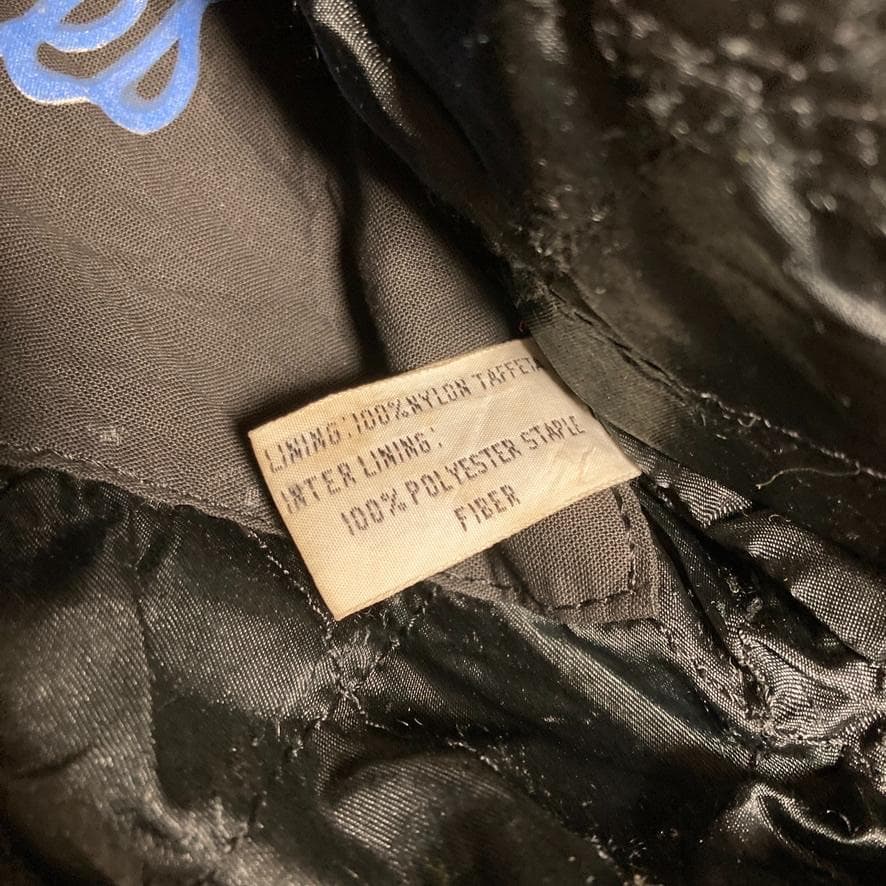 LINING:100%NYLON TAFFETA
INTER LINING:
100% POLYESTER STAPLE
FIBER